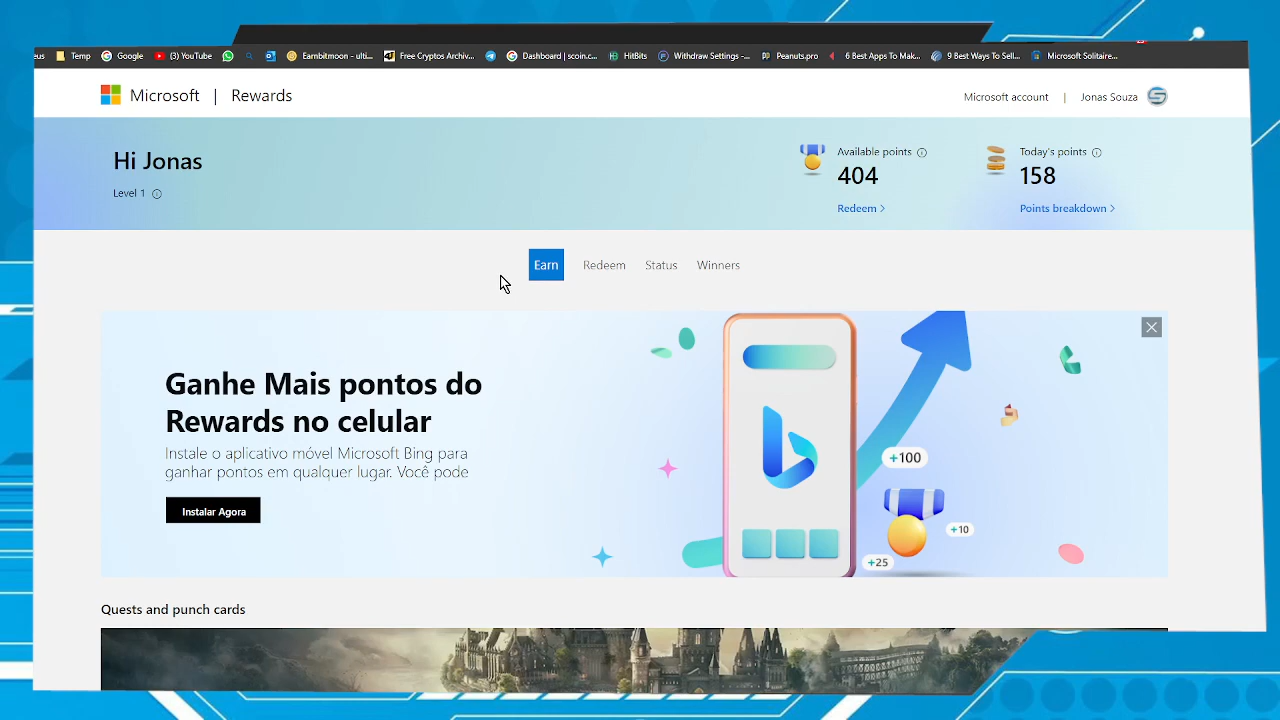 eus
Temp
Google
(3) YouTube
Earnbitmoon - ulti...
Free Cryptos Archiv...
Dashboard | scoin.c...
HitBits
Withdraw Settings -...
Peanuts.pro
6 Best Apps To Mak...
9 Best Ways To Sell...
Microsoft Solitaire...
Microsoft | Rewards
Microsoft account | Jonas Souza
Hi Jonas
Level 1
Available points
404
Redeem >
Today's points
158
Points breakdown >
Earn
Redeem
Status
Winners
Ganhe Mais pontos do
Rewards no celular
Instale o aplicativo móvel Microsoft Bing para
ganhar pontos em qualquer lugar. Você pode
Instalar Agora
+100
+10
+25
Quests and punch cards